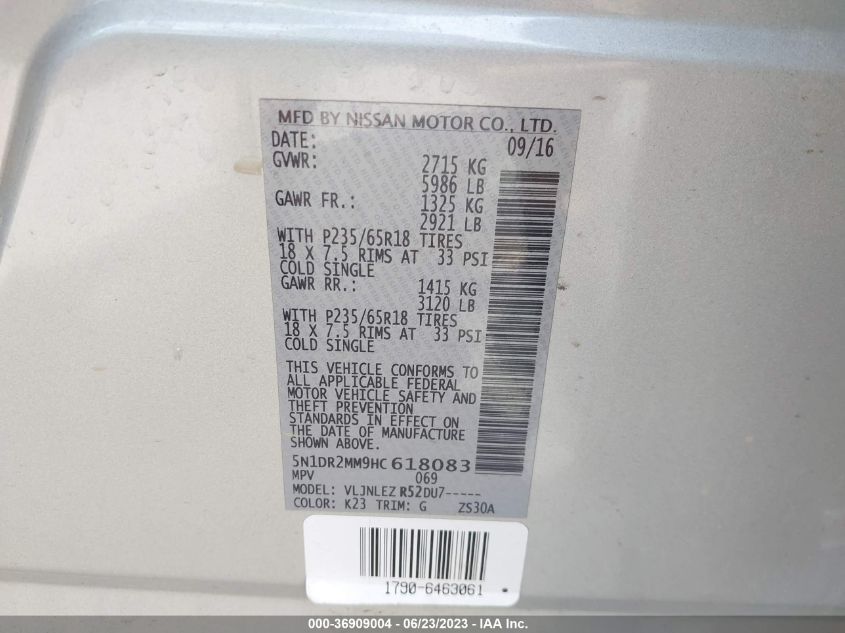 MFD BY NISSAN MOTOR CO., LTD.
DATE: 09/16
GVWR: 2715 KG
5986 LB
GAWR FR.: 1325 KG
2921 LB
WITH P235/65R18 TIRES
18 X 7.5 RIMS AT 33 PSI
COLD SINGLE
GAWR RR.: 1415 KG
3120 LB
WITH P235/65R18 TIRES
18 X 7.5 RIMS AT 33 PSI
COLD SINGLE
THIS VEHICLE CONFORMS TO
ALL APPLICABLE FEDERAL
MOTOR VEHICLE SAFETY AND
THEFT PREVENTION
STANDARDS IN EFFECT ON
THE DATE OF MANUFACTURE
SHOWN ABOVE.
5N1DR2MM9HC618083
MPV 069
MODEL: VLJNLEZ R52DU7-----
COLOR: K23 TRIM: G ZS30A
1790-6463061
000-36909004 - 06/23/2023 - IAAI.com.